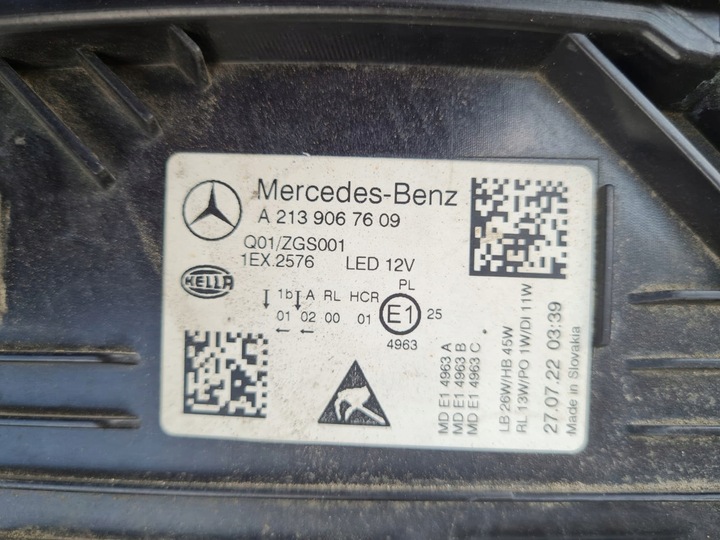 Mercedes-Benz
A 213 906 76 09
Q01/ZGS001
1EX.2576 LED 12V
HELLA
1b A RL HCR PL
01 02 00 01 E1 25
4963
MD E1 4963 A
MD E1 4963 B
MD E1 4963 C
LB 26W/HB 45W
RL 13W/PO 1W/DI 11W
27.07.22 03:39
Made in Slovakia